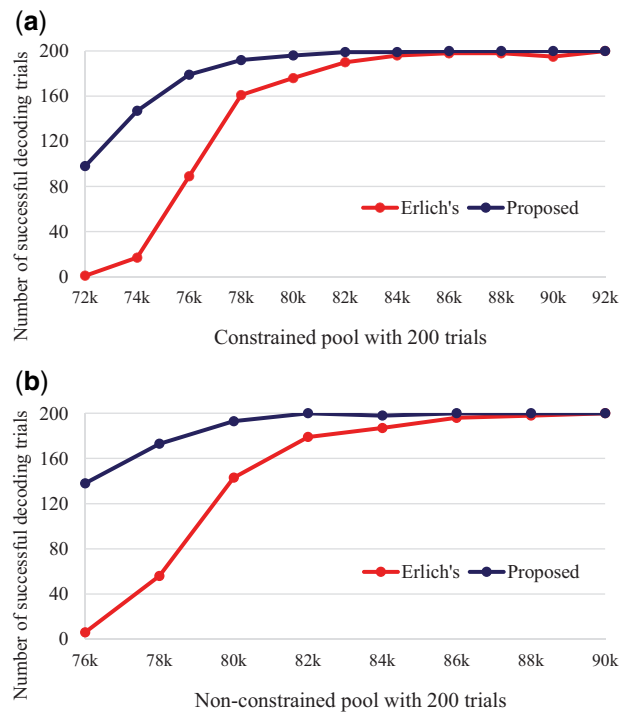 (a)
Number of successful decoding trials
200
160
120
80
40
0
Erlich's Proposed
72k 74k 76k 78k 80k 82k 84k 86k 88k 90k 92k
Constrained pool with 200 trials
(b)
Number of successful decoding trials
200
160
120
80
40
0
Erlich's Proposed
76k 78k 80k 82k 84k 86k 88k 90k
Non-constrained pool with 200 trials